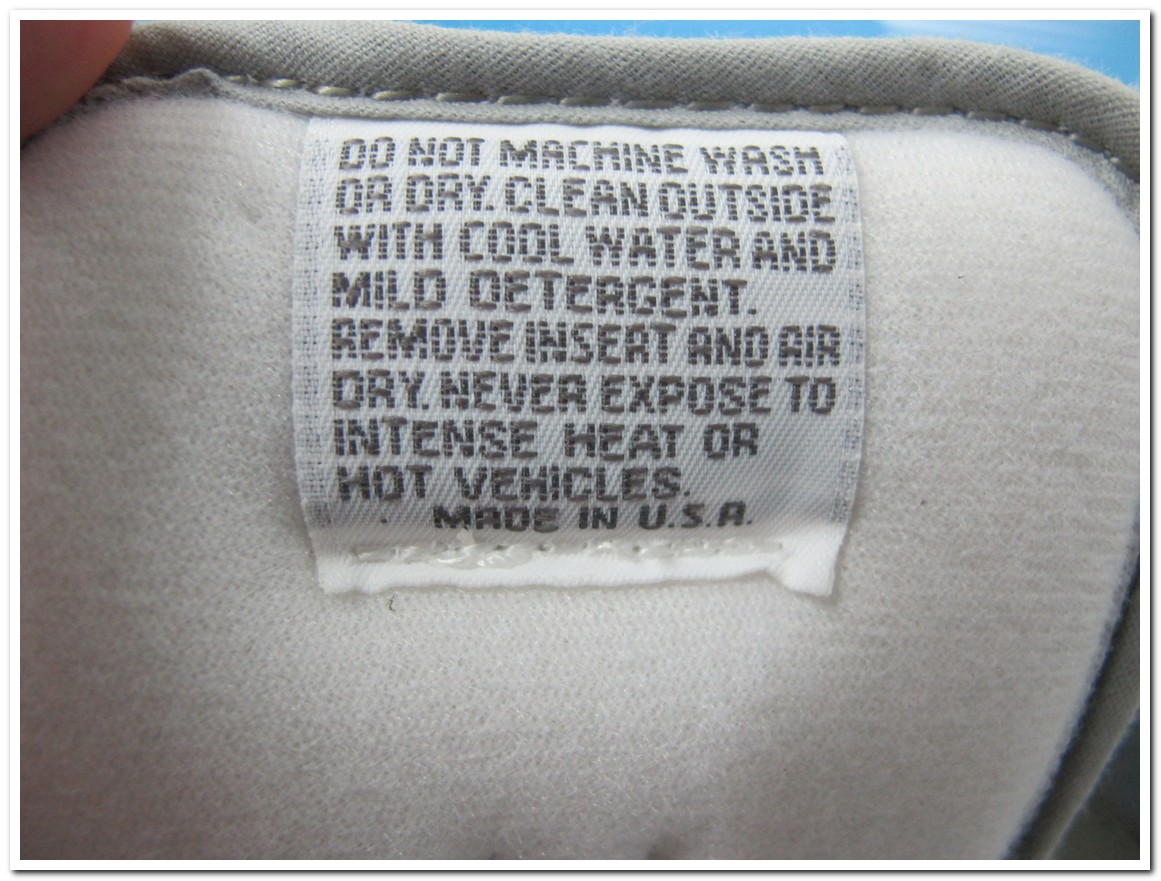 DO NOT MACHINE WASH
OR DRY. CLEAN OUTSIDE
WITH COOL WATER AND
MILD DETERGENT.
REMOVE INSERT AND AIR
DRY. NEVER EXPOSE TO
INTENSE HEAT OR
HOT VEHICLES.
MADE IN U.S.A.